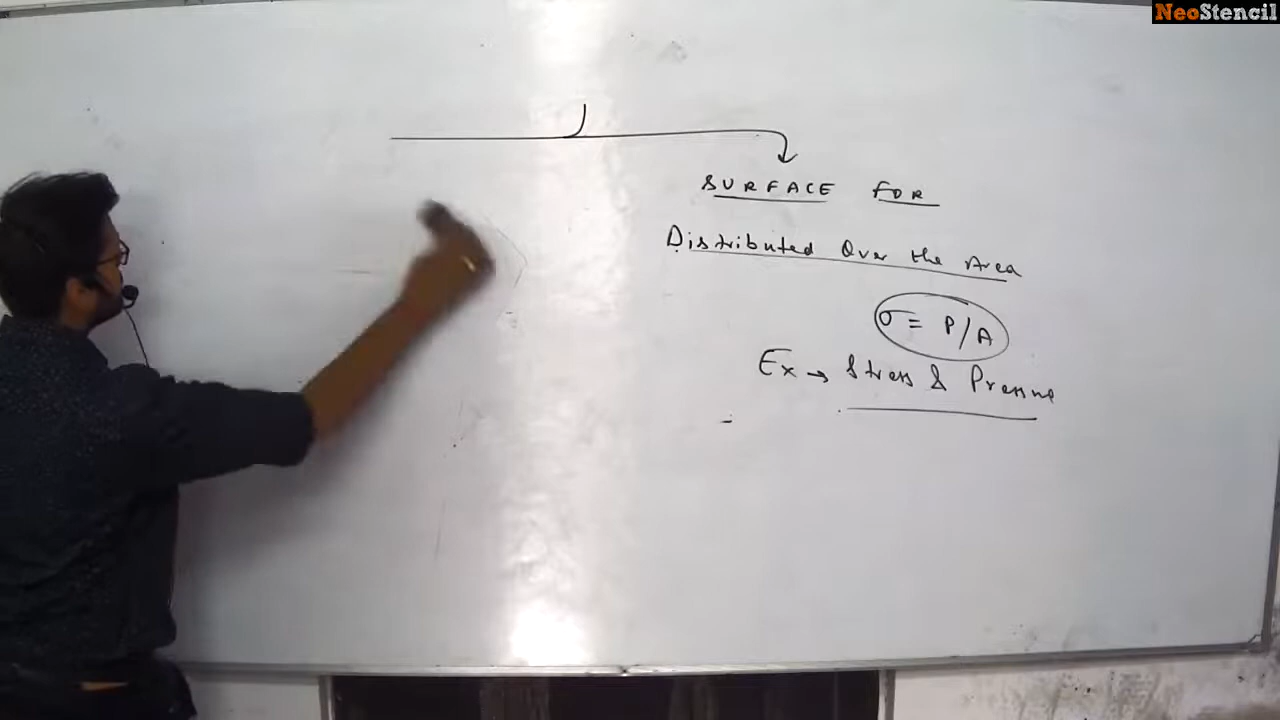 NeoStencil
SURFACE FOR
Distributed Over the Area
σ = P/A
Ex → Stress & Pressure